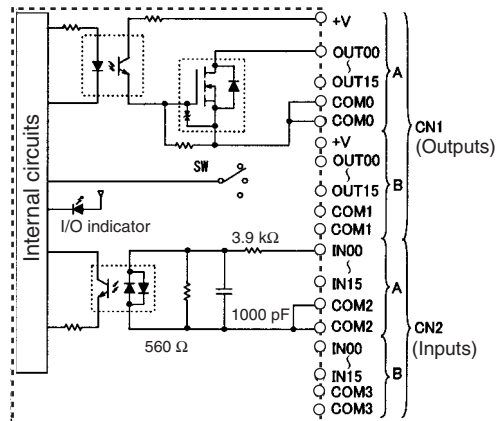 Internal circuits
+V
OUT00
OUT15
COM0
COM0
A
+V
OUT00
OUT15
COM1
COM1
B
CN1
(Outputs)
SW
I/O indicator
3.9 kΩ
1000 pF
560 Ω
IN00
IN15
COM2
COM2
A
IN00
IN15
COM3
COM3
B
CN2
(Inputs)